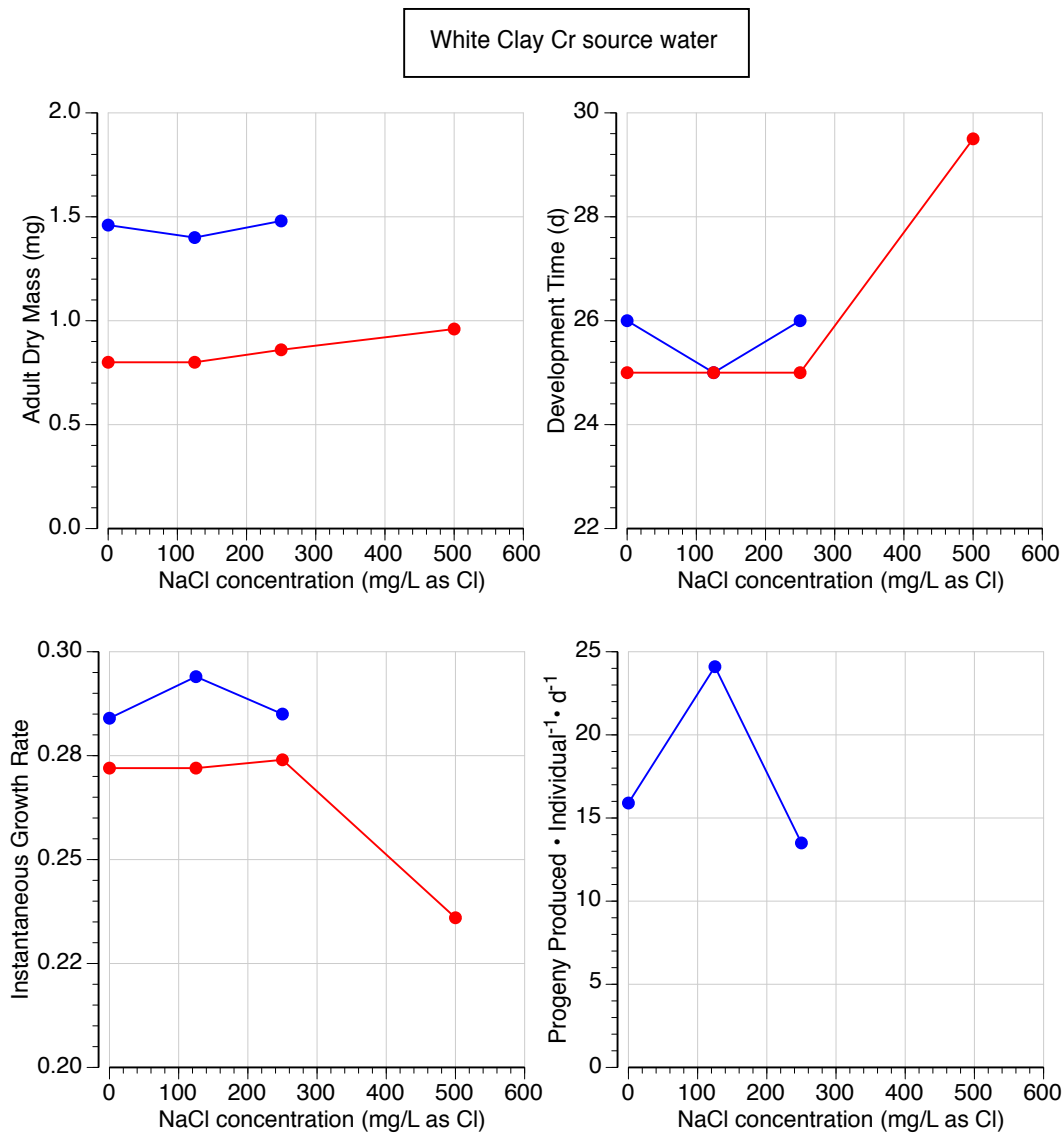 White Clay Cr source water
2.0
1.5
1.0
0.5
0.0
Adult Dry Mass (mg)
0 100 200 300 400 500 600
NaCl concentration (mg/L as Cl)
30
28
26
24
22
Development Time (d)
0 100 200 300 400 500 600
NaCl concentration (mg/L as Cl)
0.30
0.28
0.25
0.22
0.20
Instantaneous Growth Rate
0 100 200 300 400 500 600
NaCl concentration (mg/L as Cl)
25
20
15
10
5
0
Progeny Produced • Individual⁻¹• d⁻¹
0 100 200 300 400 500 600
NaCl concentration (mg/L as Cl)